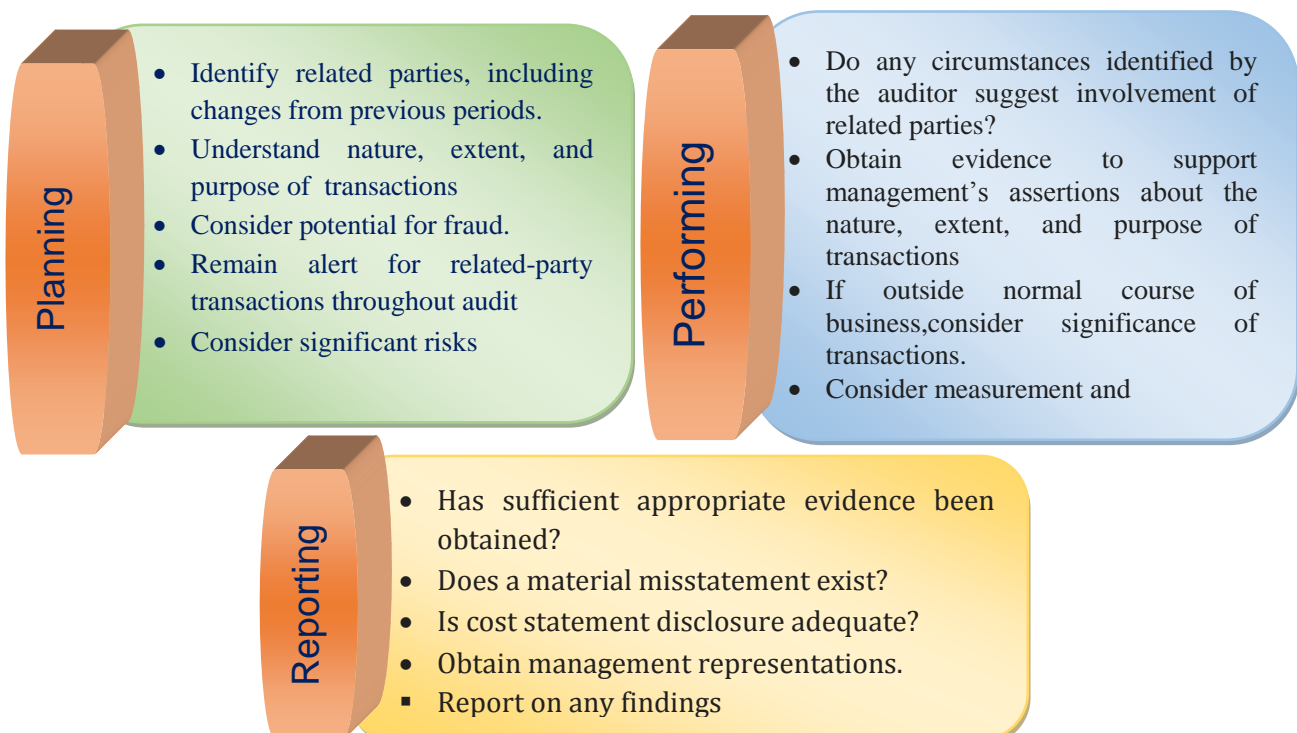 Planning
• Identify related parties, including
changes from previous periods.
• Understand nature, extent, and
purpose of transactions
• Consider potential for fraud.
• Remain alert for related-party
transactions throughout audit
• Consider significant risks
Performing
• Do any circumstances identified by
the auditor suggest involvement of
related parties?
• Obtain evidence to support
management’s assertions about the
nature, extent, and purpose of
transactions
• If outside normal course of
business,consider significance of
transactions.
• Consider measurement and
Reporting
• Has sufficient appropriate evidence been
obtained?
• Does a material misstatement exist?
• Is cost statement disclosure adequate?
• Obtain management representations.
▪ Report on any findings